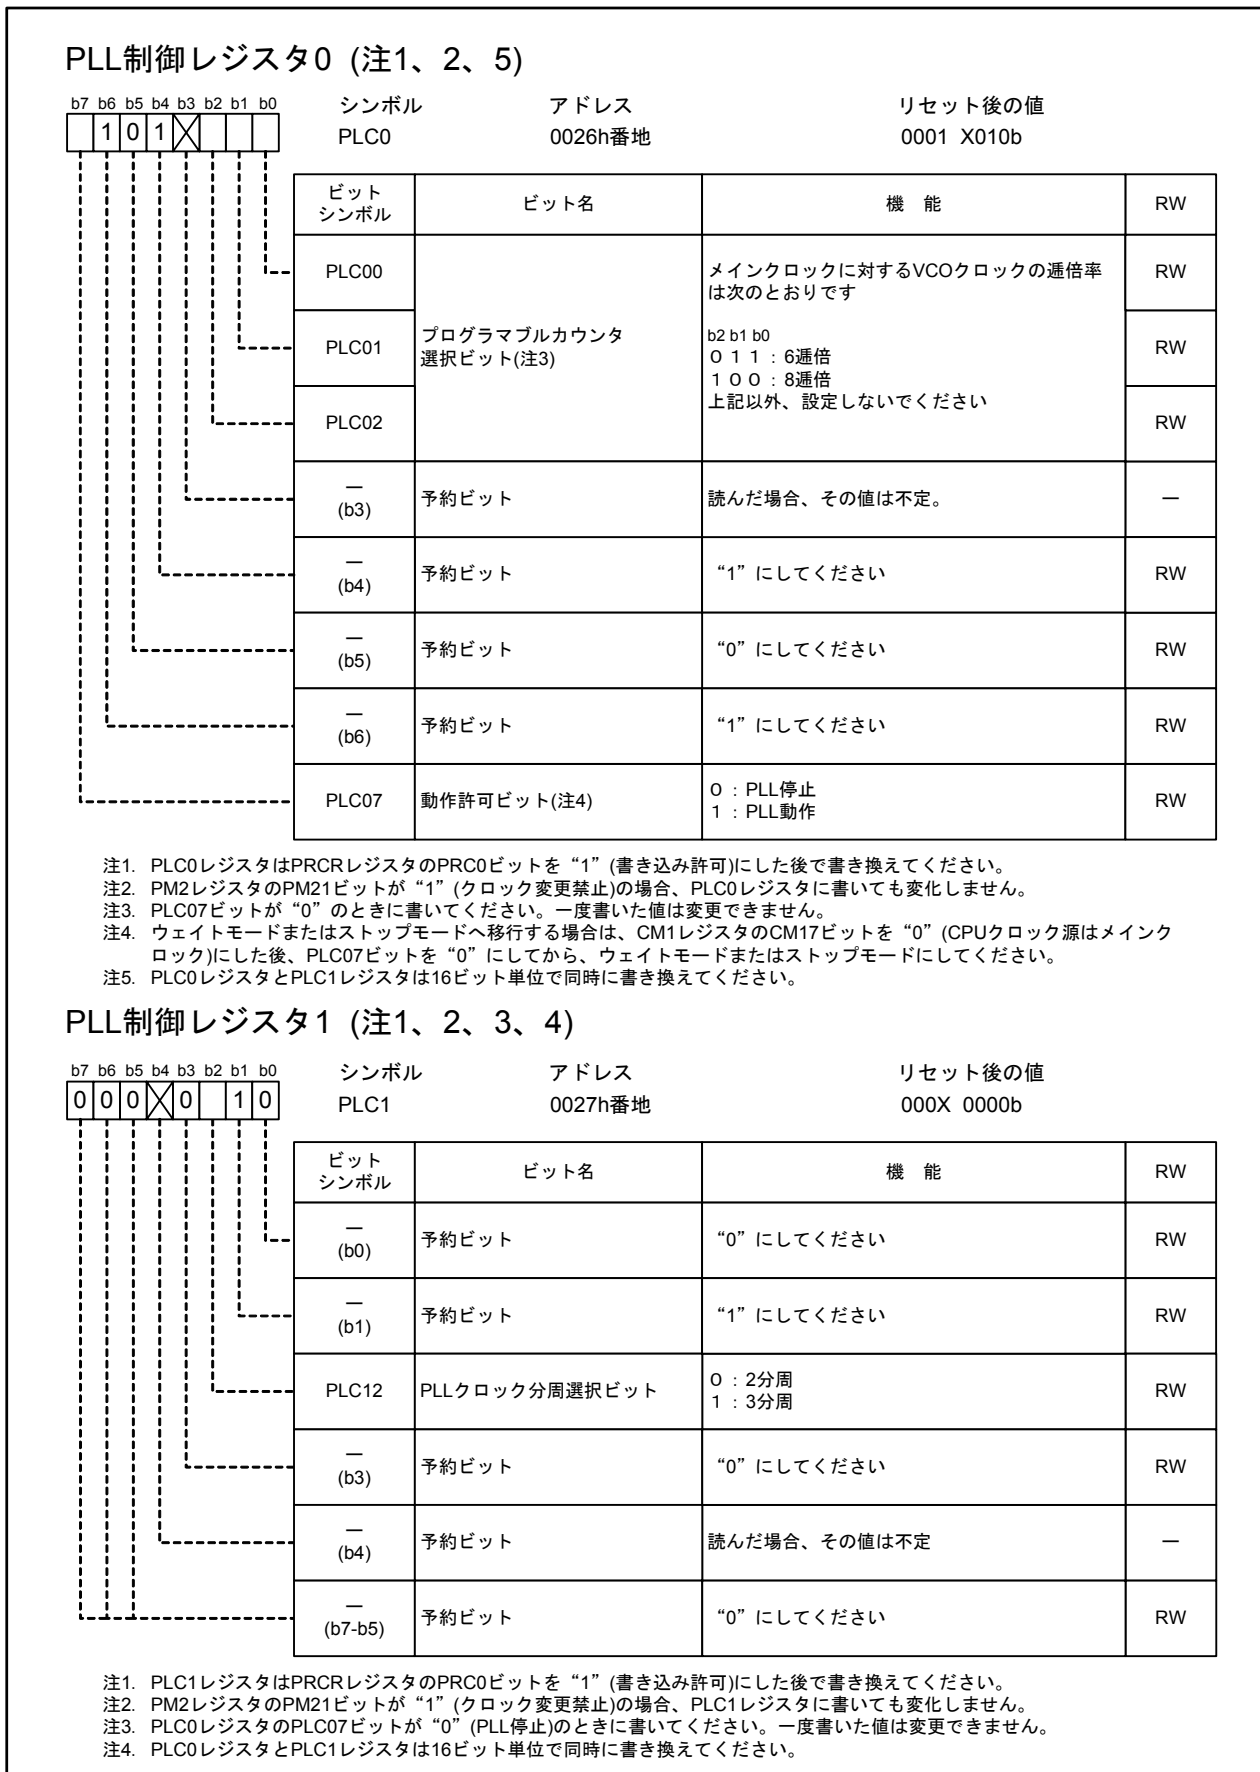 PLL制御レジスタ0 (注1、2、5)
b7 b6 b5 b4 b3 b2 b1 b0
シンボル アドレス リセット後の値
1 0 1
PLC0 0026h番地 0001 X010b
ビット
シンボル
ビット名
機 能
RW
PLC00
プログラマブルカウンタ
選択ビット(注3)
メインクロックに対するVCOクロックの逓倍率
は次のとおりです
b2 b1 b0
0 1 1 : 6逓倍
1 0 0 : 8逓倍
上記以外、設定しないでください
RW
PLC01
RW
PLC02
RW
—
(b3)
予約ビット
読んだ場合、その値は不定。
—
—
(b4)
予約ビット
“1”にしてください
RW
—
(b5)
予約ビット
“0”にしてください
RW
—
(b6)
予約ビット
“1”にしてください
RW
PLC07
動作許可ビット(注4)
0 : PLL停止
1 : PLL動作
RW
注1. PLC0レジスタはPRCRレジスタのPRC0ビットを“1”(書き込み許可)にした後で書き換えてください。
注2. PM2レジスタのPM21ビットが“1”(クロック変更禁止)の場合、PLC0レジスタに書いても変化しません。
注3. PLC07ビットが“0”のときに書いてください。一度書いた値は変更できません。
注4. ウェイトモードまたはストップモードへ移行する場合は、CM1レジスタのCM17ビットを“0”(CPUクロック源はメインク
ロック)にした後、PLC07ビットを“0”にしてから、ウェイトモードまたはストップモードにしてください。
注5. PLC0レジスタとPLC1レジスタは16ビット単位で同時に書き換えてください。
PLL制御レジスタ1 (注1、2、3、4)
b7 b6 b5 b4 b3 b2 b1 b0
シンボル アドレス リセット後の値
0 0 0 0 1 0
PLC1 0027h番地 000X 0000b
ビット
シンボル
ビット名
機 能
RW
—
(b0)
予約ビット
“0”にしてください
RW
—
(b1)
予約ビット
“1”にしてください
RW
PLC12
PLLクロック分周選択ビット
0 : 2分周
1 : 3分周
RW
—
(b3)
予約ビット
“0”にしてください
RW
—
(b4)
予約ビット
読んだ場合、その値は不定
—
—
(b7-b5)
予約ビット
“0”にしてください
RW
注1. PLC1レジスタはPRCRレジスタのPRC0ビットを“1”(書き込み許可)にした後で書き換えてください。
注2. PM2レジスタのPM21ビットが“1”(クロック変更禁止)の場合、PLC1レジスタに書いても変化しません。
注3. PLC0レジスタのPLC07ビットが“0”(PLL停止)のときに書いてください。一度書いた値は変更できません。
注4. PLC0レジスタとPLC1レジスタは16ビット単位で同時に書き換えてください。